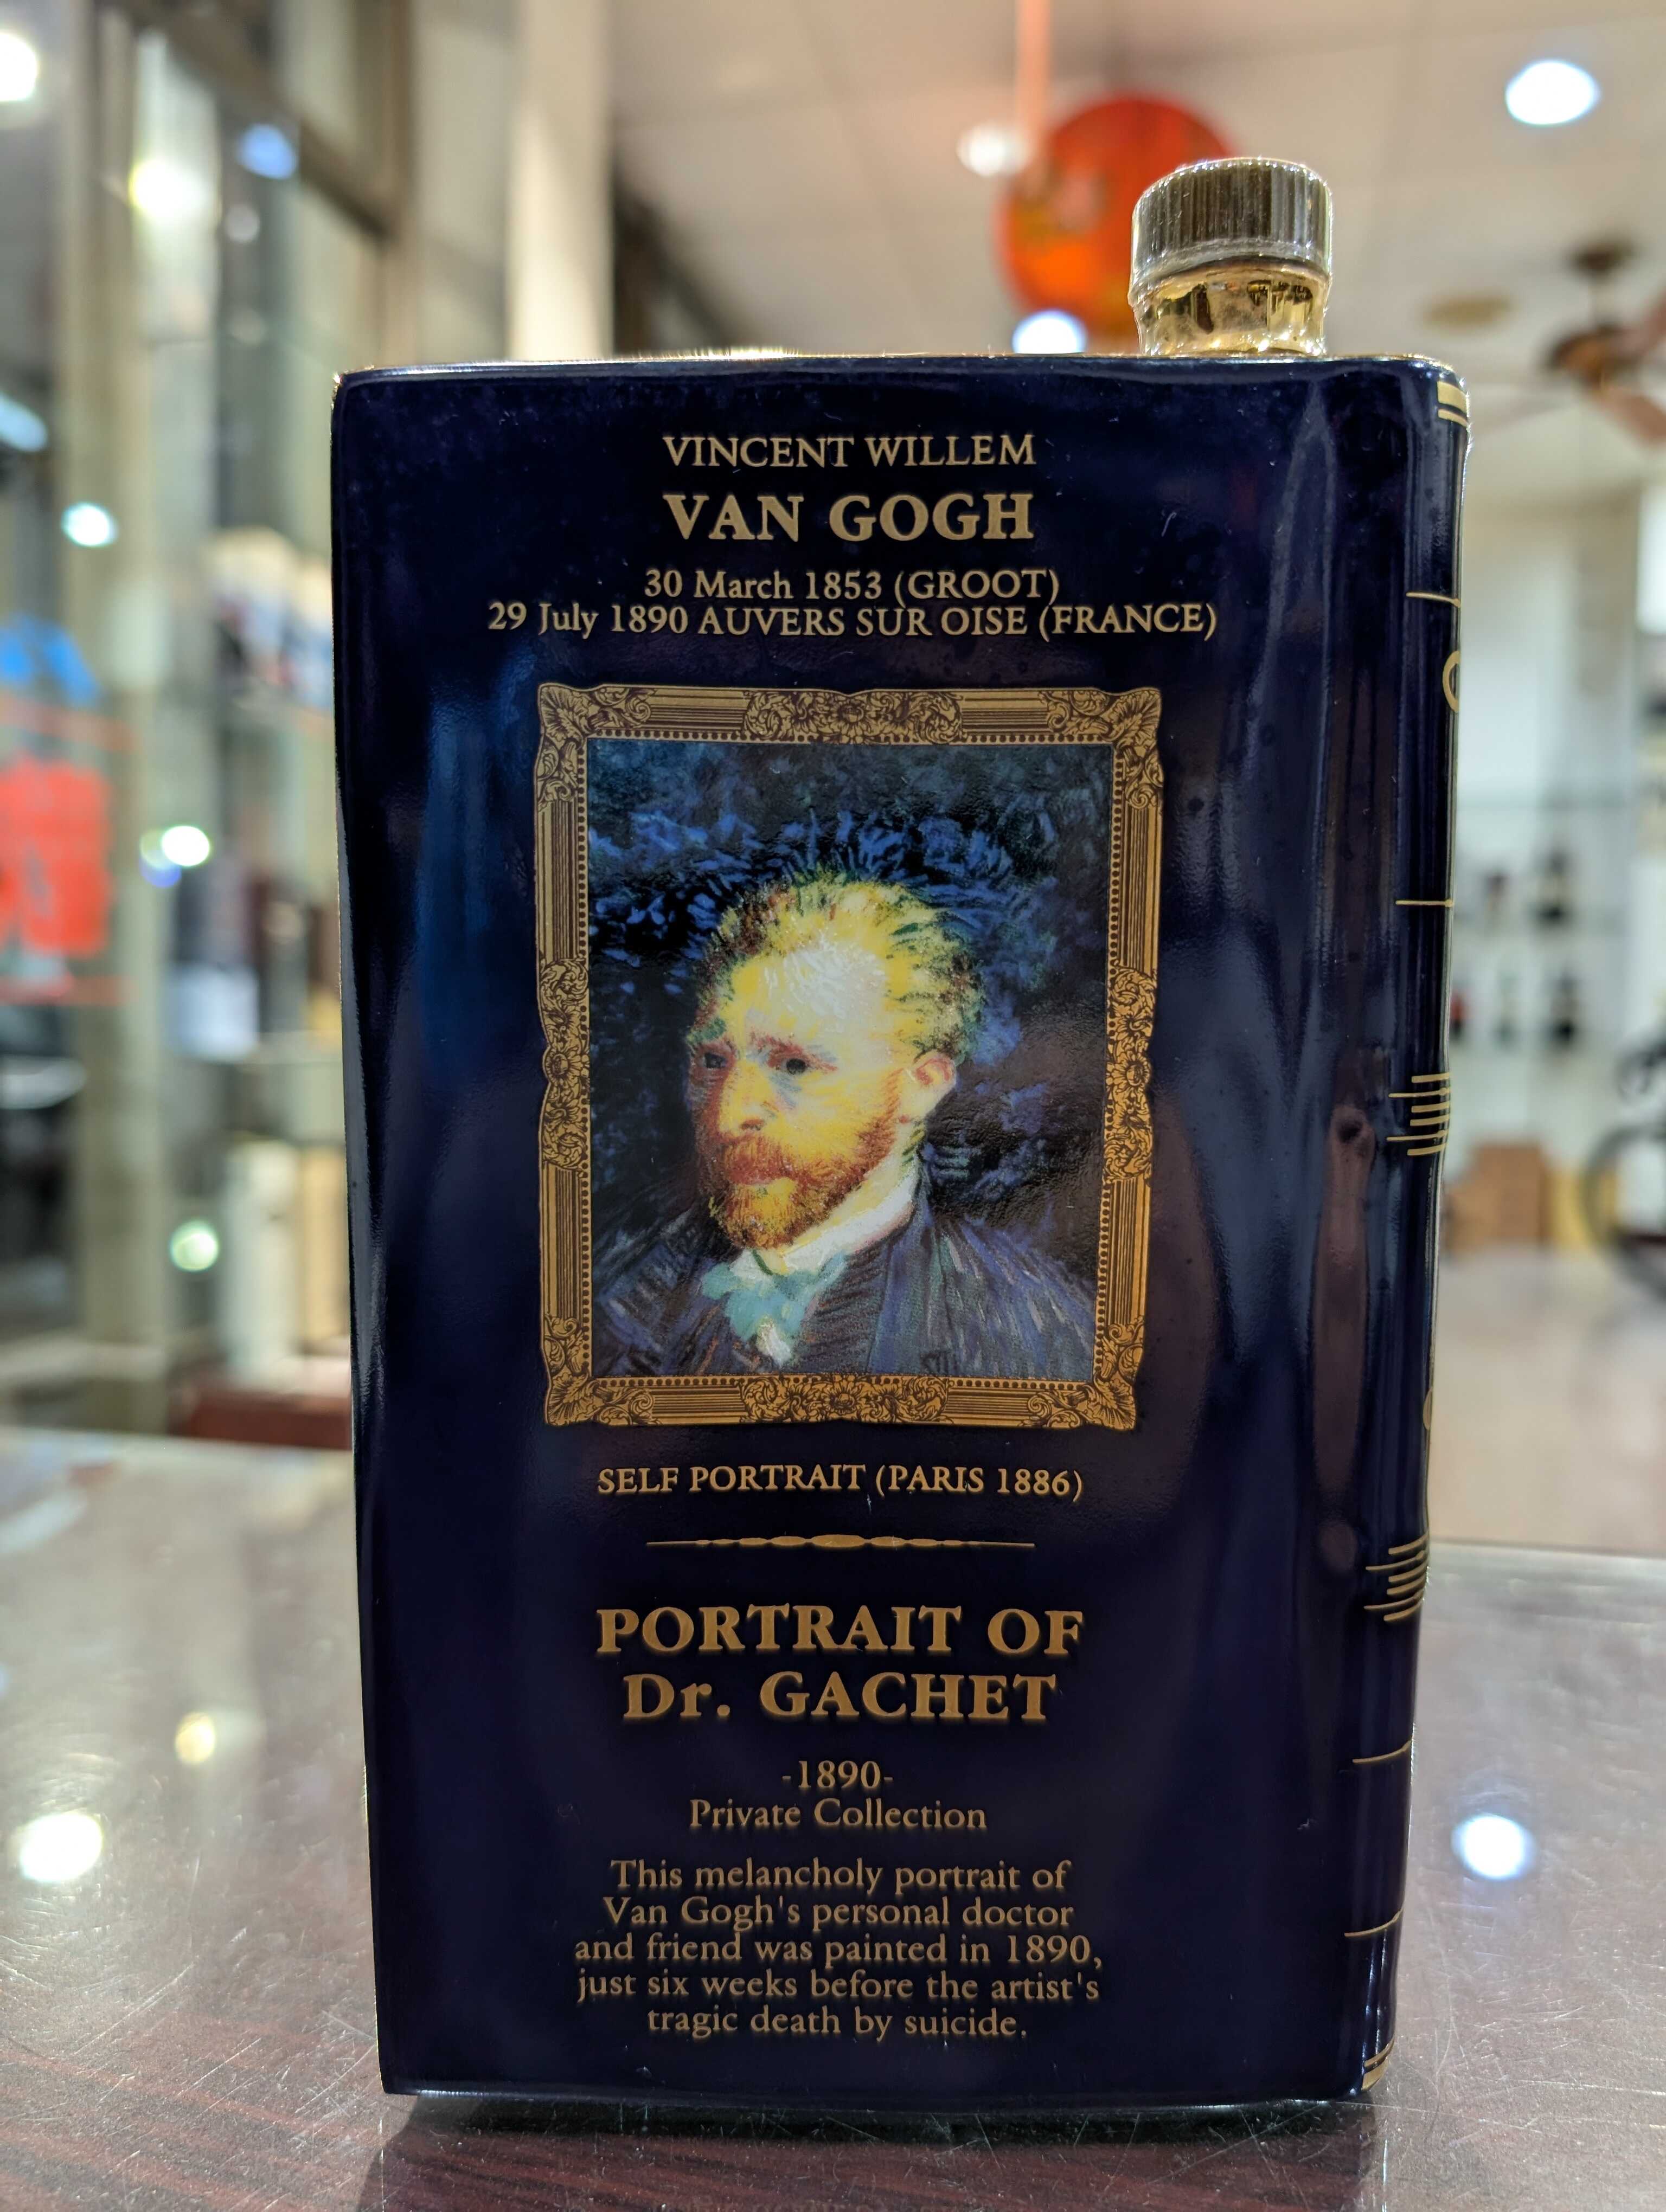 VINCENT WILLEM
VAN GOGH
30 March 1853 (GROOT)
29 July 1890 AUVERS SUR OISE (FRANCE)
SELF PORTRAIT (PARIS 1886)
PORTRAIT OF
Dr. GACHET
-1890-
Private Collection
This melancholy portrait of
Van Gogh's personal doctor
and friend was painted in 1890,
just six weeks before the artist's
tragic death by suicide.